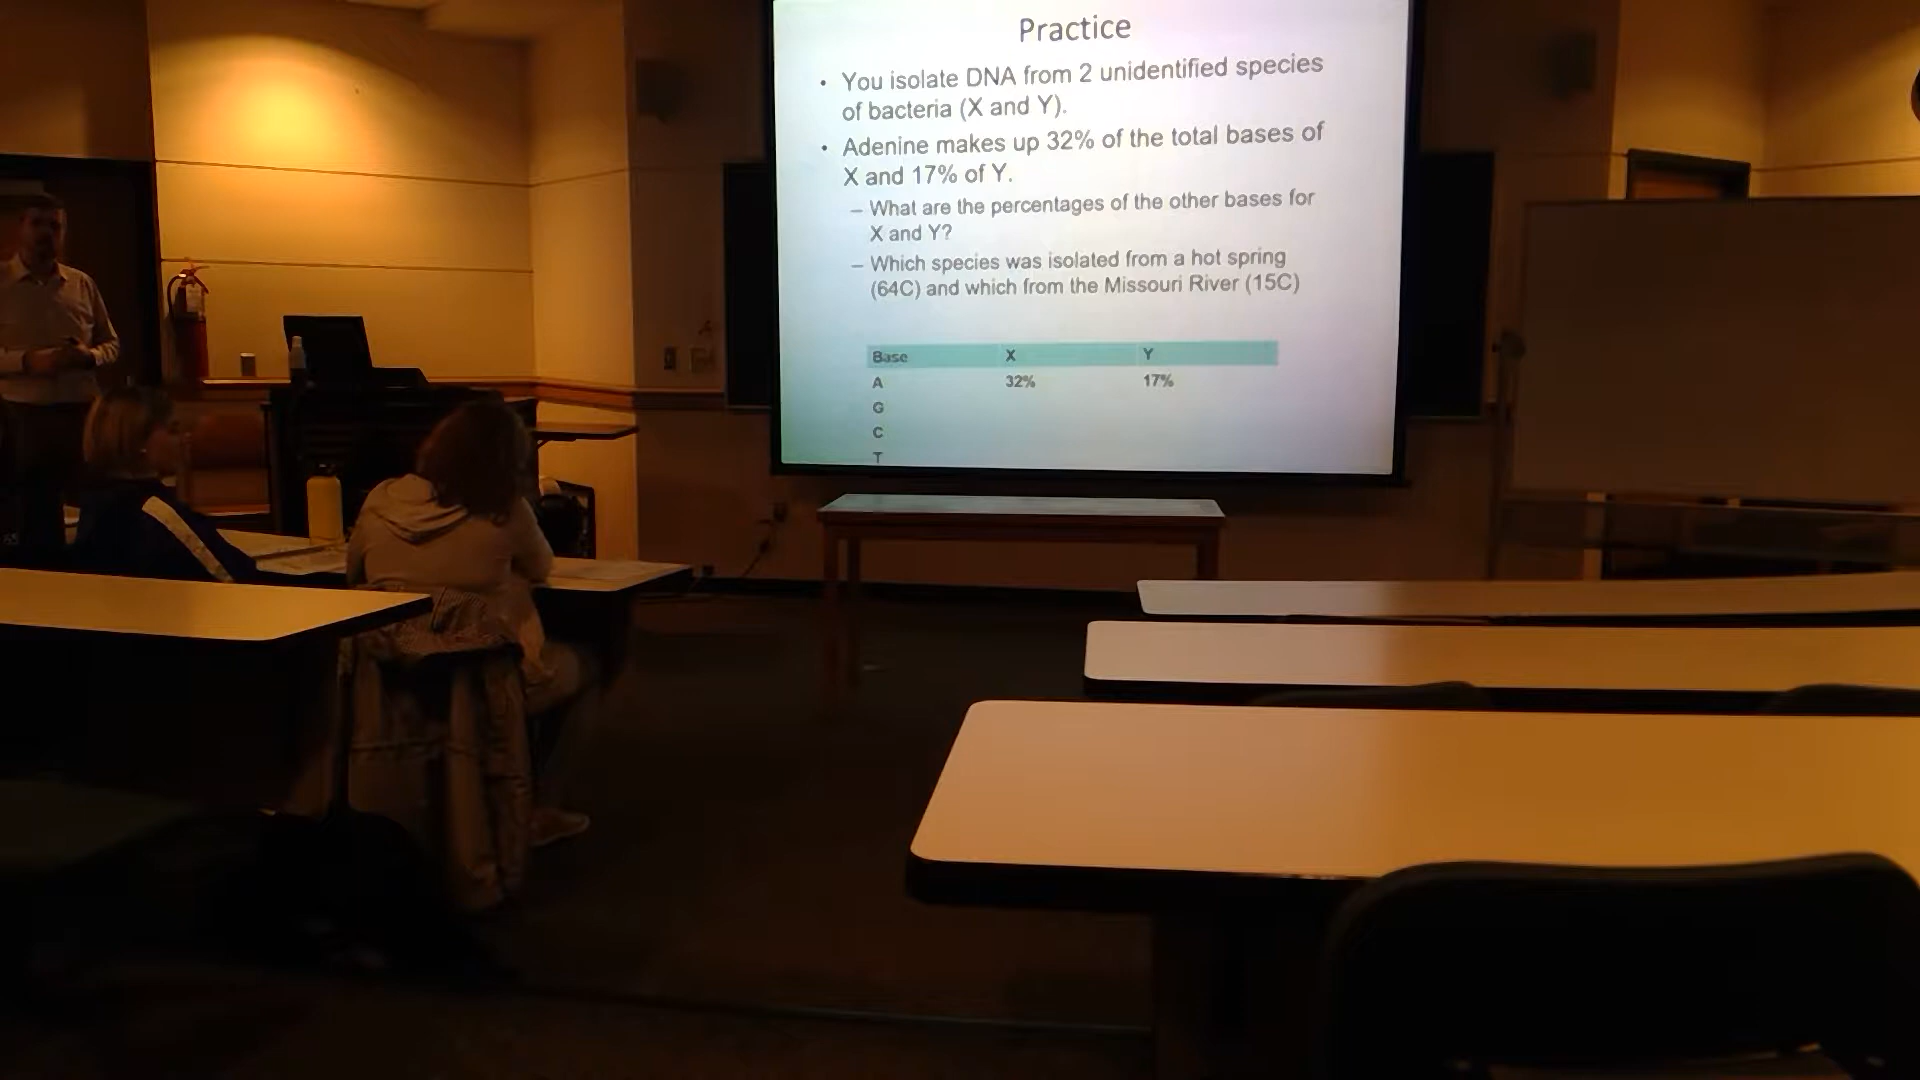 Practice
• You isolate DNA from 2 unidentified species
of bacteria (X and Y).
• Adenine makes up 32% of the total bases of
X and 17% of Y.
– What are the percentages of the other bases for
X and Y?
– Which species was isolated from a hot spring
(64C) and which from the Missouri River (15C)
Base X Y
A 32% 17%
G
C
T